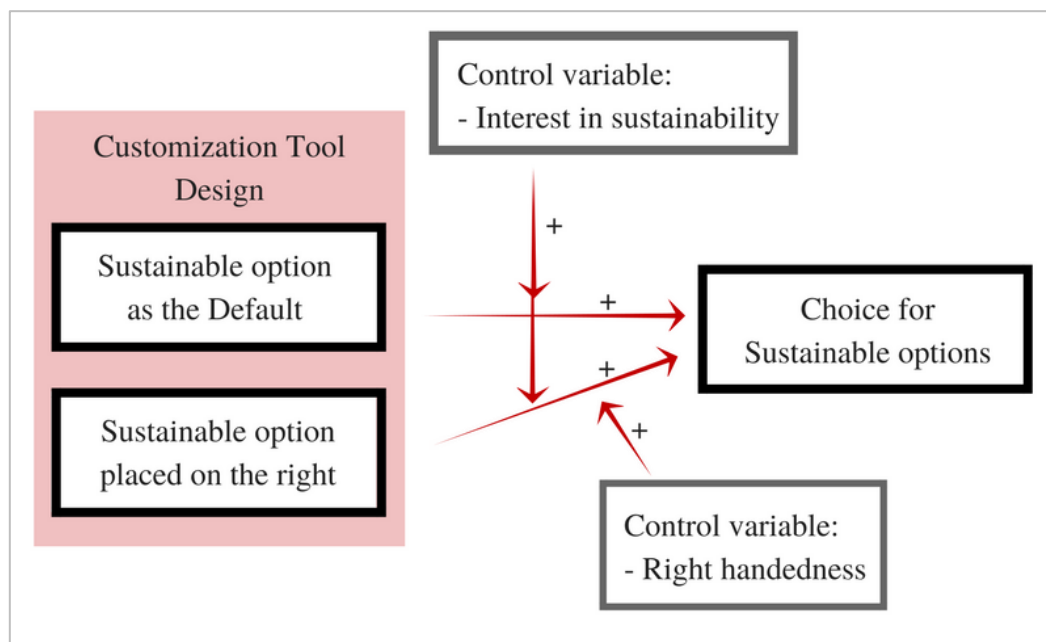 Control variable:
- Interest in sustainability
Customization Tool
Design
Sustainable option
as the Default
Sustainable option
placed on the right
+
+
+
+
Choice for
Sustainable options
Control variable:
- Right handedness